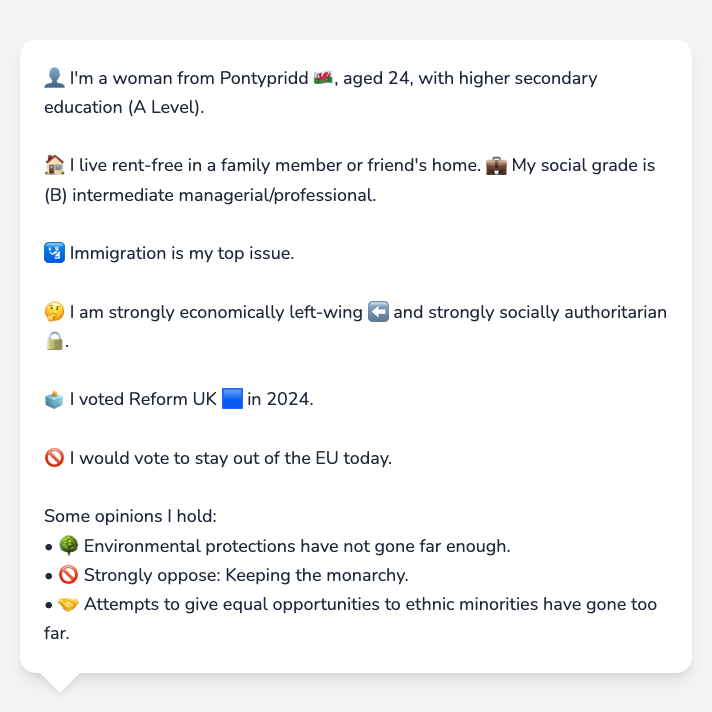 👤 I'm a woman from Pontypridd 🏴󠁧󠁢󠁷󠁬󠁳󠁿, aged 24, with higher secondary
education (A Level).
🏠 I live rent-free in a family member or friend's home. 💼 My social grade is
(B) intermediate managerial/professional.
🛂 Immigration is my top issue.
🤔 I am strongly economically left-wing ⬅️ and strongly socially authoritarian
🔒.
🗳️ I voted Reform UK 🟦 in 2024.
🚫 I would vote to stay out of the EU today.
Some opinions I hold:
• 🌳 Environmental protections have not gone far enough.
• 🚫 Strongly oppose: Keeping the monarchy.
• 🤝 Attempts to give equal opportunities to ethnic minorities have gone too
far.